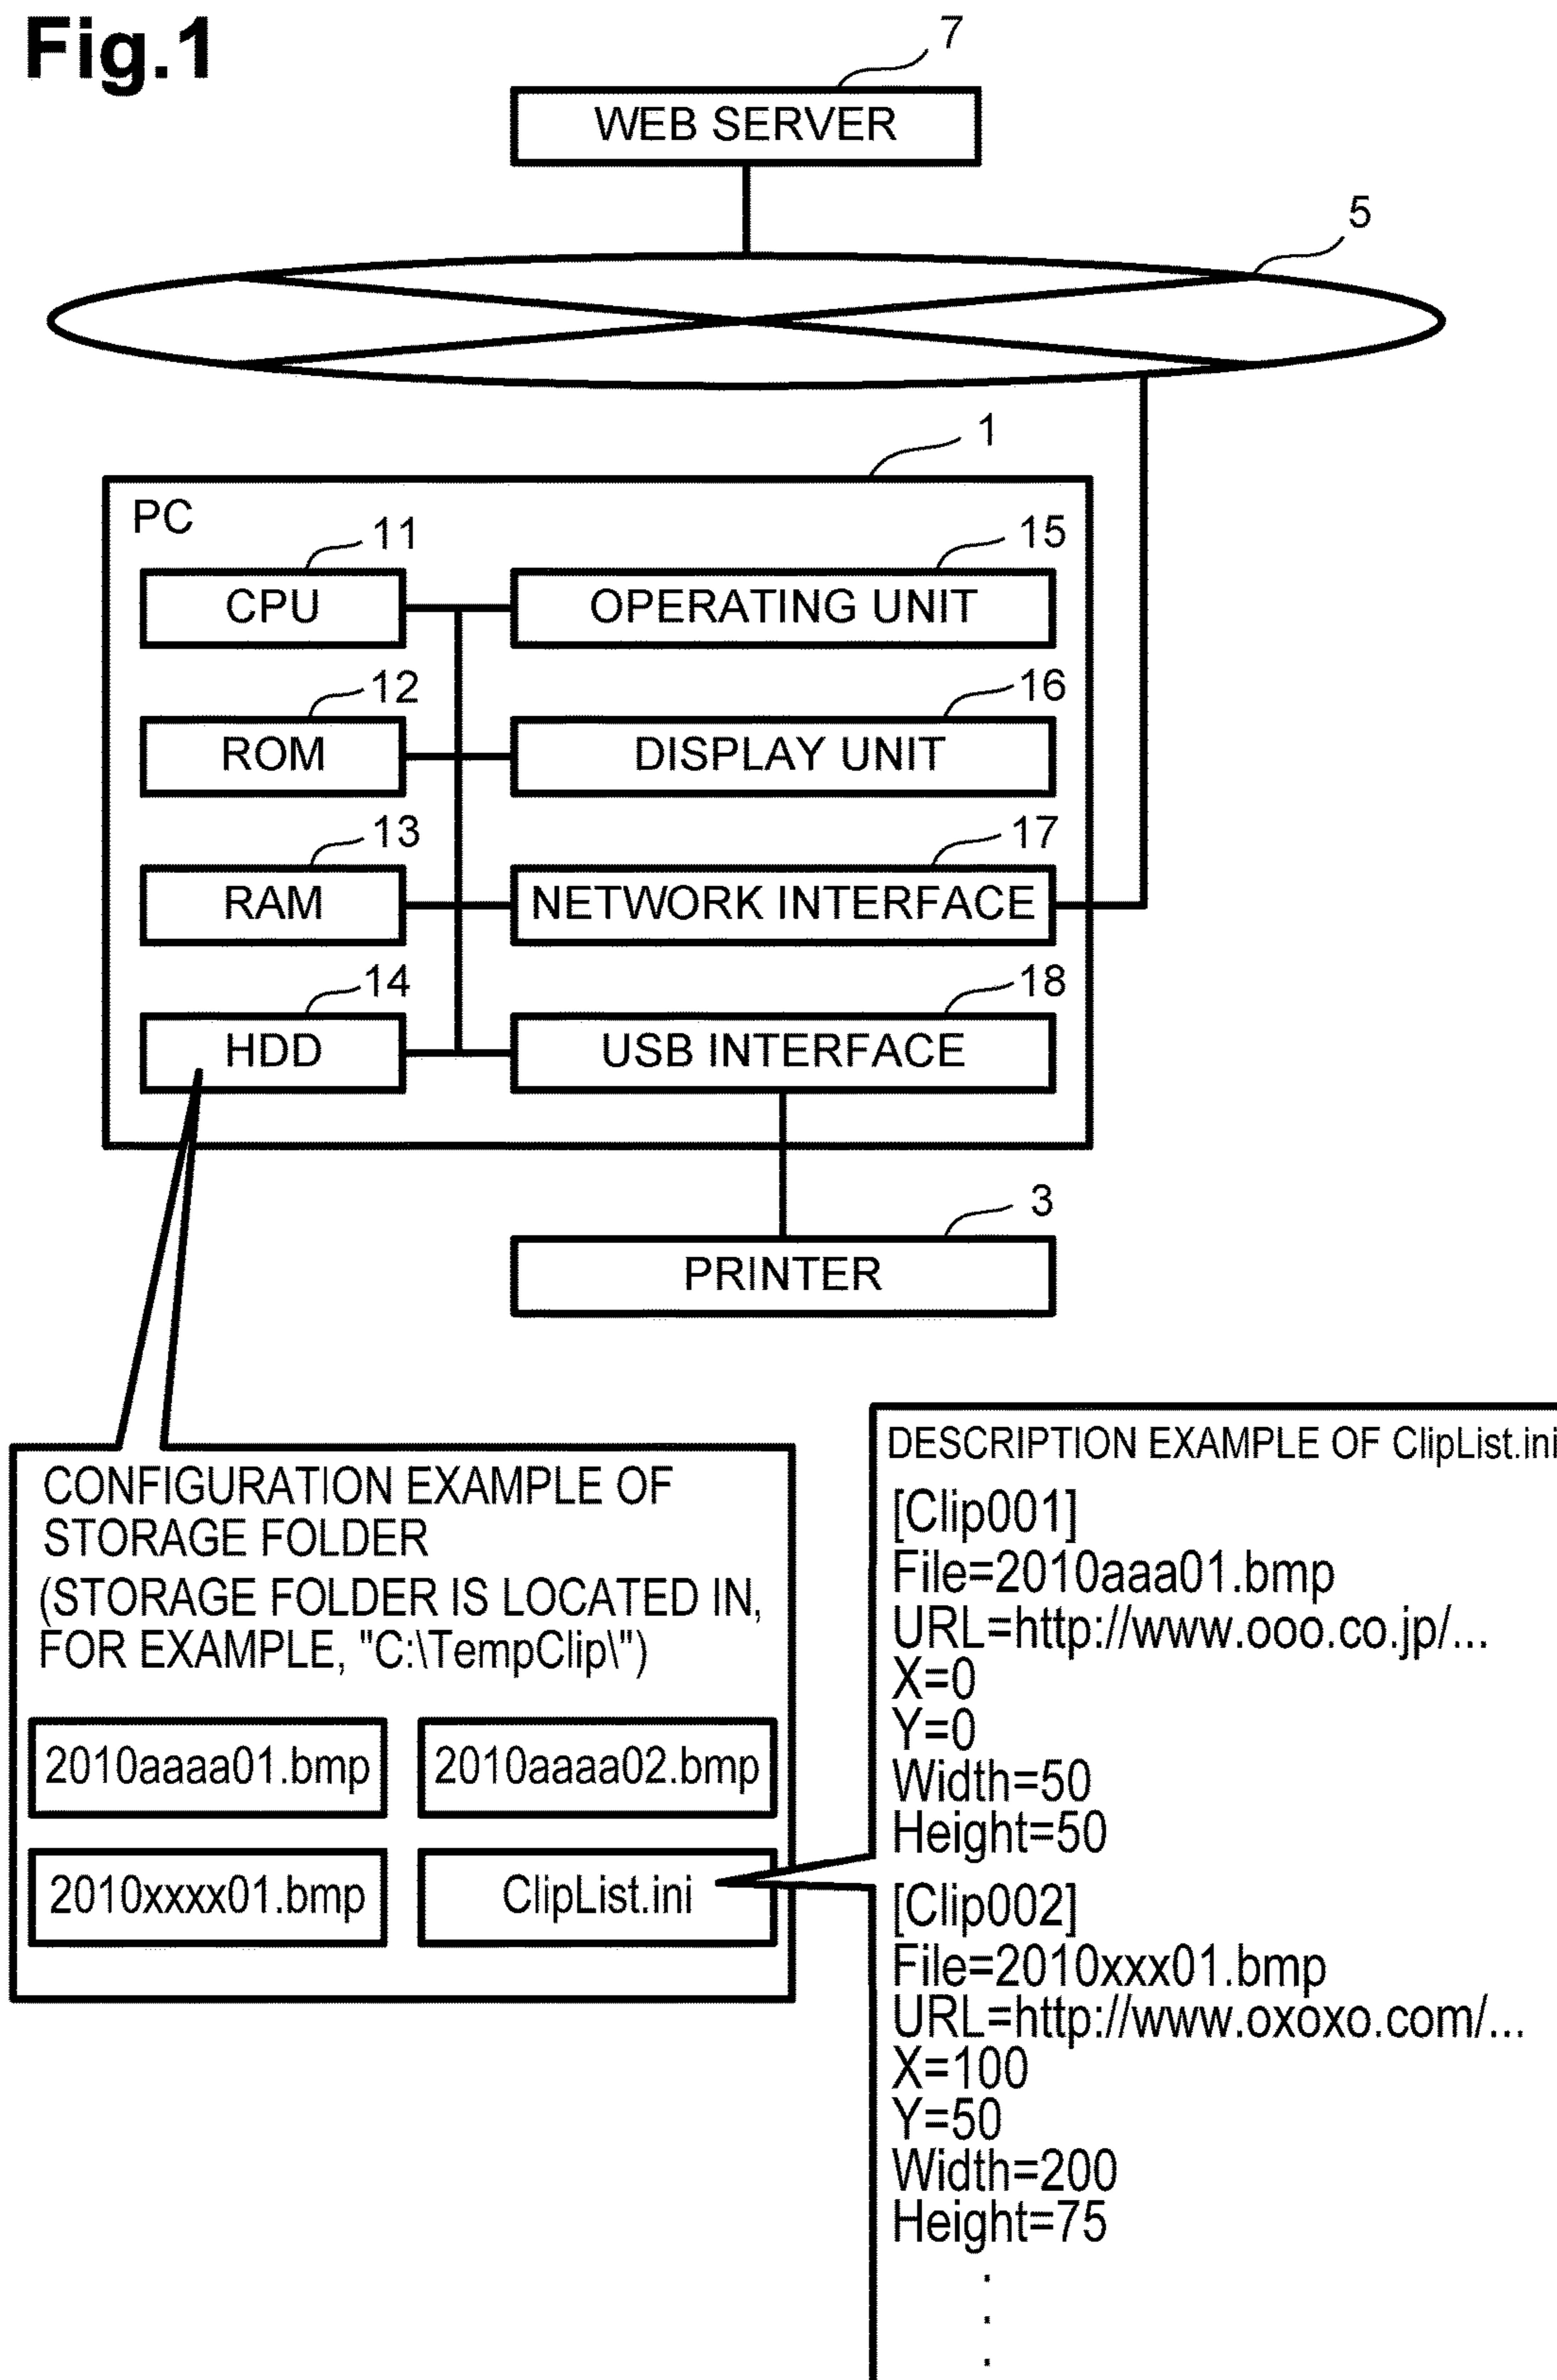 Fig.1
7
WEB SERVER
5
1
PC
11
CPU
15
OPERATING UNIT
12
ROM
16
DISPLAY UNIT
13
RAM
17
NETWORK INTERFACE
14
HDD
18
USB INTERFACE
3
PRINTER
CONFIGURATION EXAMPLE OF
STORAGE FOLDER
(STORAGE FOLDER IS LOCATED IN,
FOR EXAMPLE, "C:\TempClip\")
2010aaaa01.bmp
2010aaaa02.bmp
2010xxxx01.bmp
ClipList.ini
DESCRIPTION EXAMPLE OF ClipList.ini
[Clip001]
File=2010aaa01.bmp
URL=http://www.ooo.co.jp/...
X=0
Y=0
Width=50
Height=50
[Clip002]
File=2010xxx01.bmp
URL=http://www.oxoxo.com/...
X=100
Y=50
Width=200
Height=75
.
.
.